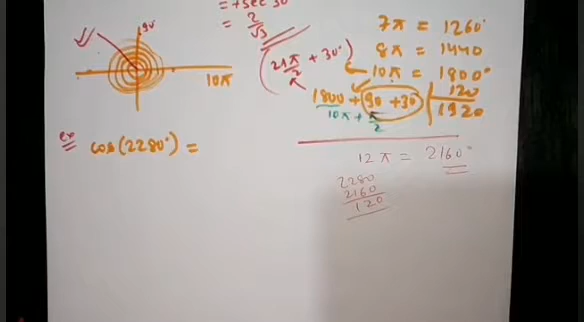 = + sec 30
= 2/√3
90
10π
(21π/2 + 30°)
π
7π = 1260°
8π = 1440
10π = 1800°
1800 + 90 + 30
120
1920
10π + π/2
ex
cos(2280°) =
12π = 2160°
2280
2160
120